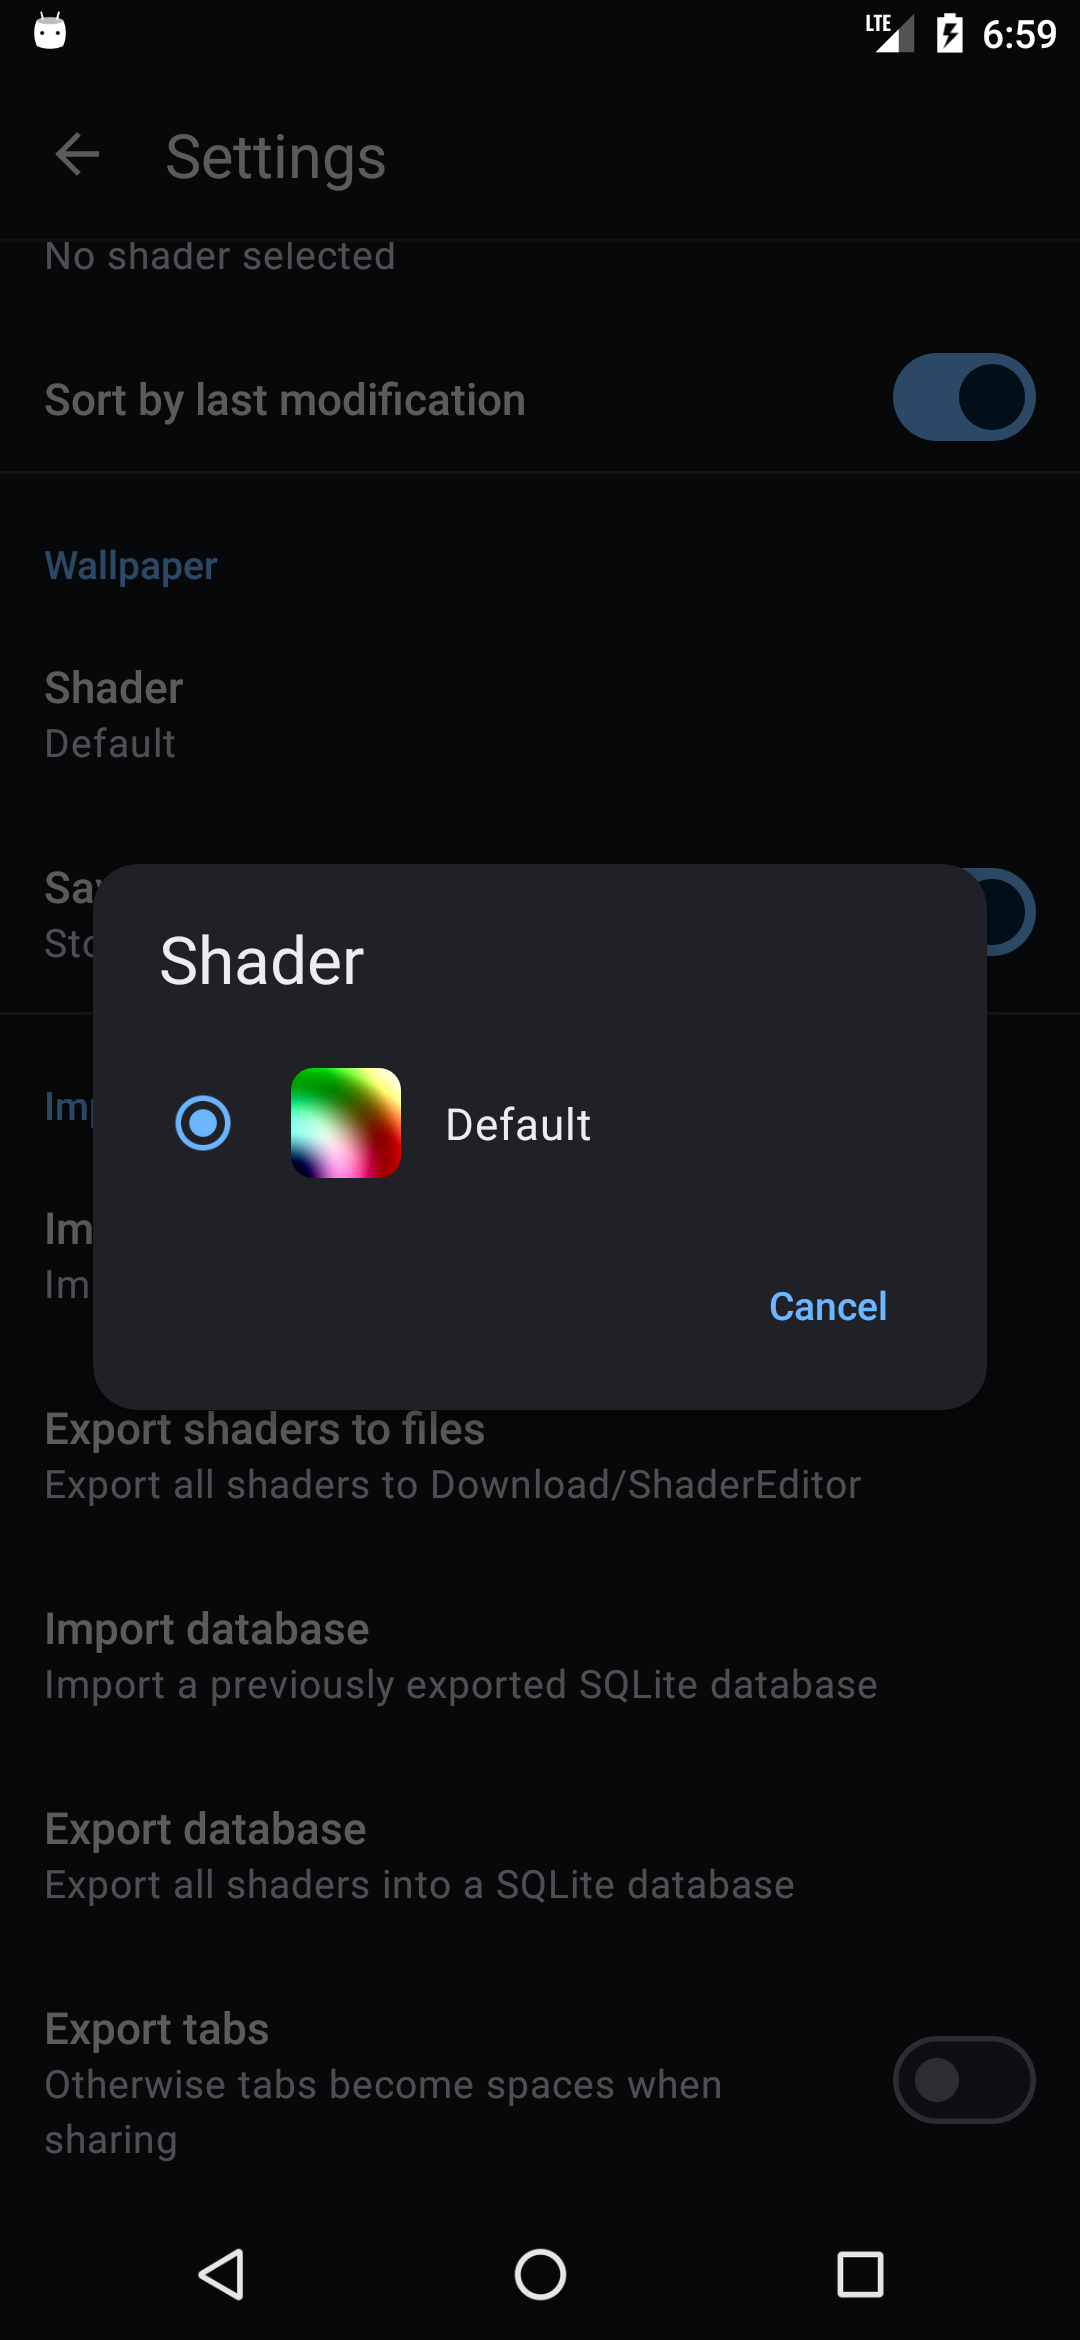 LTE 6:59
Settings
No shader selected
Sort by last modification
Wallpaper
Shader
Default
Shader
Default
Cancel
Export shaders to files
Export all shaders to Download/ShaderEditor
Import database
Import a previously exported SQLite database
Export database
Export all shaders into a SQLite database
Export tabs
Otherwise tabs become spaces when
sharing